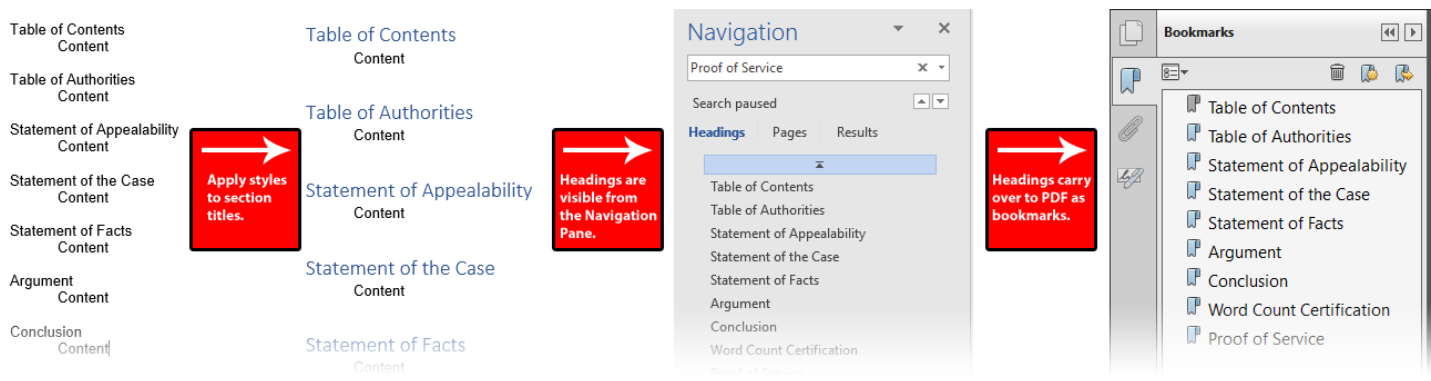 Table of Contents
Content
Table of Authorities
Content
Statement of Appealability
Content
Statement of the Case
Content
Statement of Facts
Content
Argument
Content
Conclusion
Content
Apply styles
to section
titles.
Table of Contents
Content
Table of Authorities
Content
Statement of Appealability
Content
Statement of the Case
Content
Statement of Facts
Content
Headings are
visible from
the Navigation
Pane.
Navigation
Proof of Service
Search paused
Headings Pages Results
Table of Contents
Table of Authorities
Statement of Appealability
Statement of the Case
Statement of Facts
Argument
Conclusion
Word Count Certification
Proof of Service
Headings carry
over to PDF as
bookmarks.
Bookmarks
Table of Contents
Table of Authorities
Statement of Appealability
Statement of the Case
Statement of Facts
Argument
Conclusion
Word Count Certification
Proof of Service